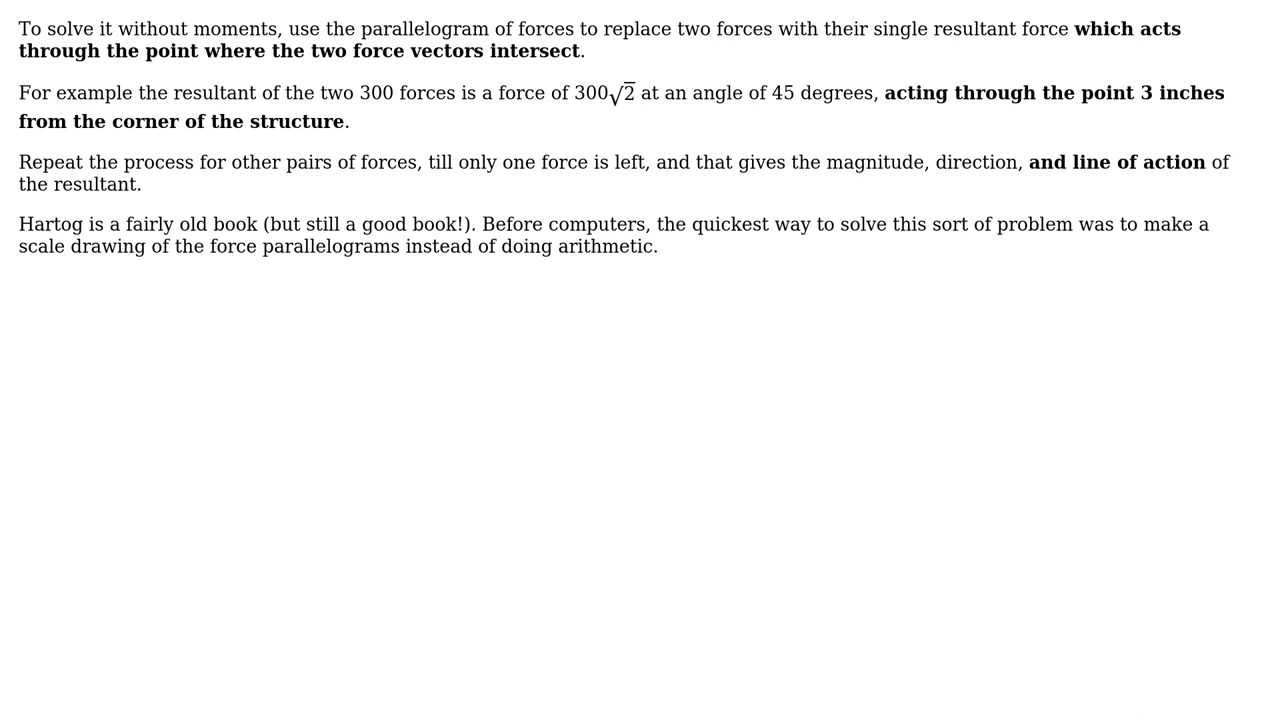 To solve it without moments, use the parallelogram of forces to replace two forces with their single resultant force which acts
through the point where the two force vectors intersect.
For example the resultant of the two 300 forces is a force of 300√2 at an angle of 45 degrees, acting through the point 3 inches
from the corner of the structure.
Repeat the process for other pairs of forces, till only one force is left, and that gives the magnitude, direction, and line of action of
the resultant.
Hartog is a fairly old book (but still a good book!). Before computers, the quickest way to solve this sort of problem was to make a
scale drawing of the force parallelograms instead of doing arithmetic.